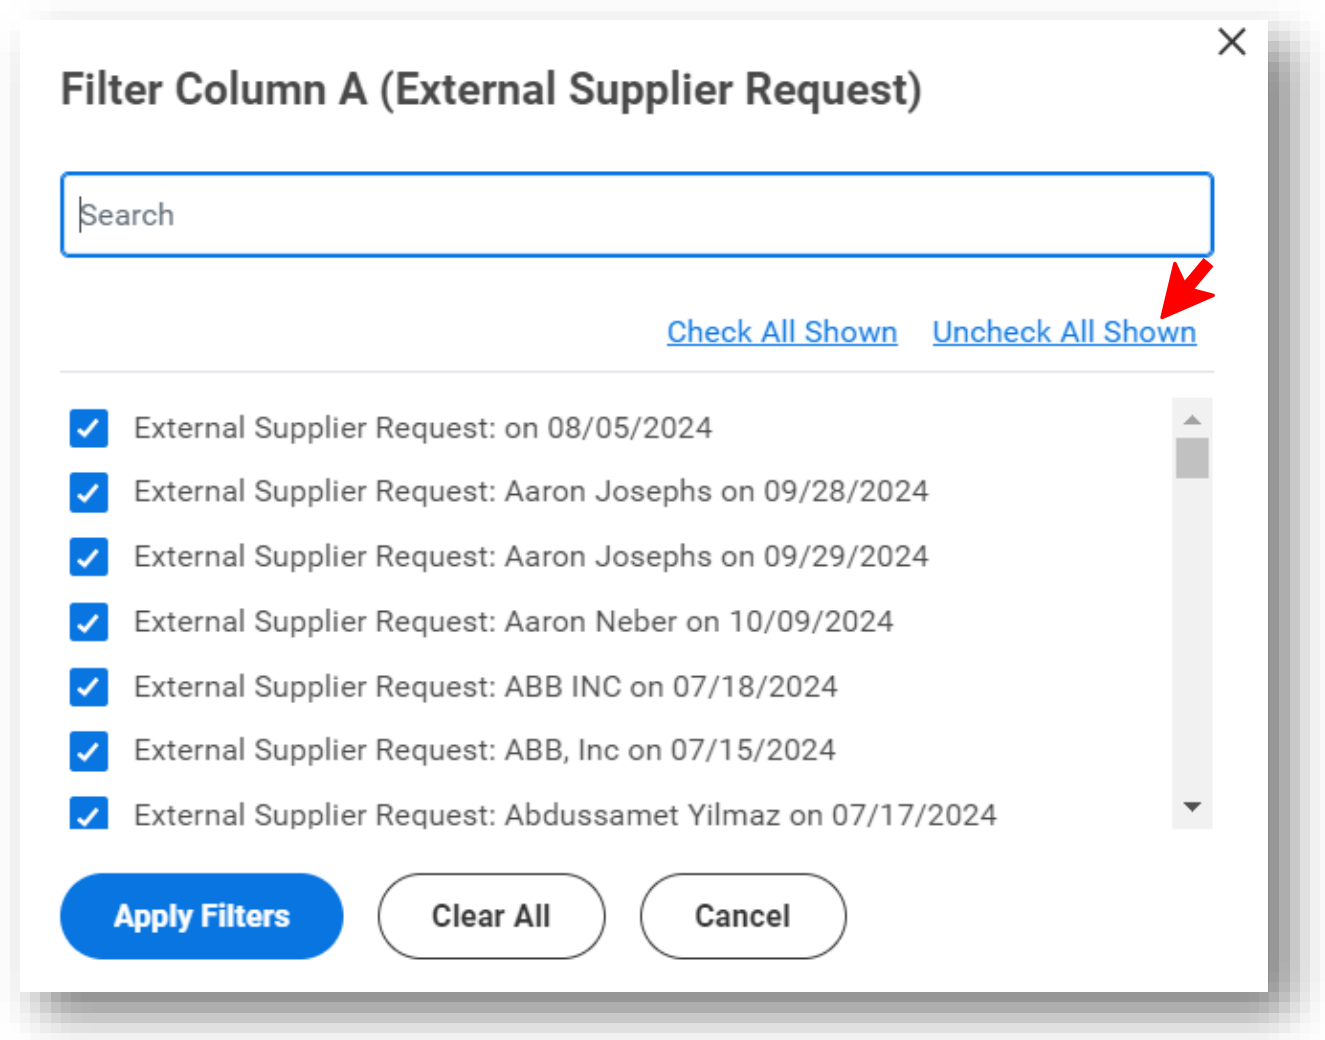 Filter Column A (External Supplier Request)
Search
Check All Shown Uncheck All Shown
External Supplier Request: on 08/05/2024
External Supplier Request: Aaron Josephs on 09/28/2024
External Supplier Request: Aaron Josephs on 09/29/2024
External Supplier Request: Aaron Neber on 10/09/2024
External Supplier Request: ABB INC on 07/18/2024
External Supplier Request: ABB, Inc on 07/15/2024
External Supplier Request: Abdussamet Yilmaz on 07/17/2024
Apply Filters Clear All Cancel